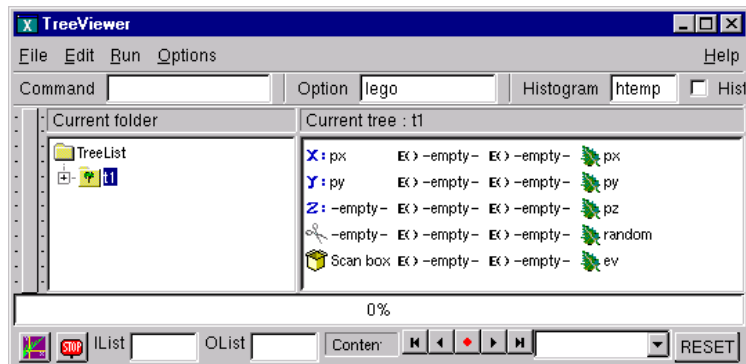 X TreeViewer
File Edit Run Options Help
Command Option lego Histogram htemp Hist
Current folder Current tree : t1
TreeList
t1
X: px E() -empty- E() -empty- px
Y: py E() -empty- E() -empty- py
Z: -empty- E() -empty- E() -empty- pz
-empty- E() -empty- E() -empty- random
Scan box E() -empty- E() -empty- ev
0%
STOP IList OList Conten RESET